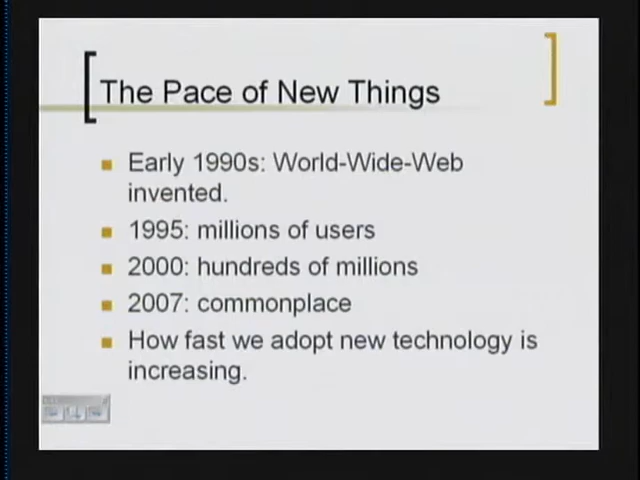 The Pace of New Things
Early 1990s: World-Wide-Web
invented.
1995: millions of users
2000: hundreds of millions
2007: commonplace
How fast we adopt new technology is
increasing.